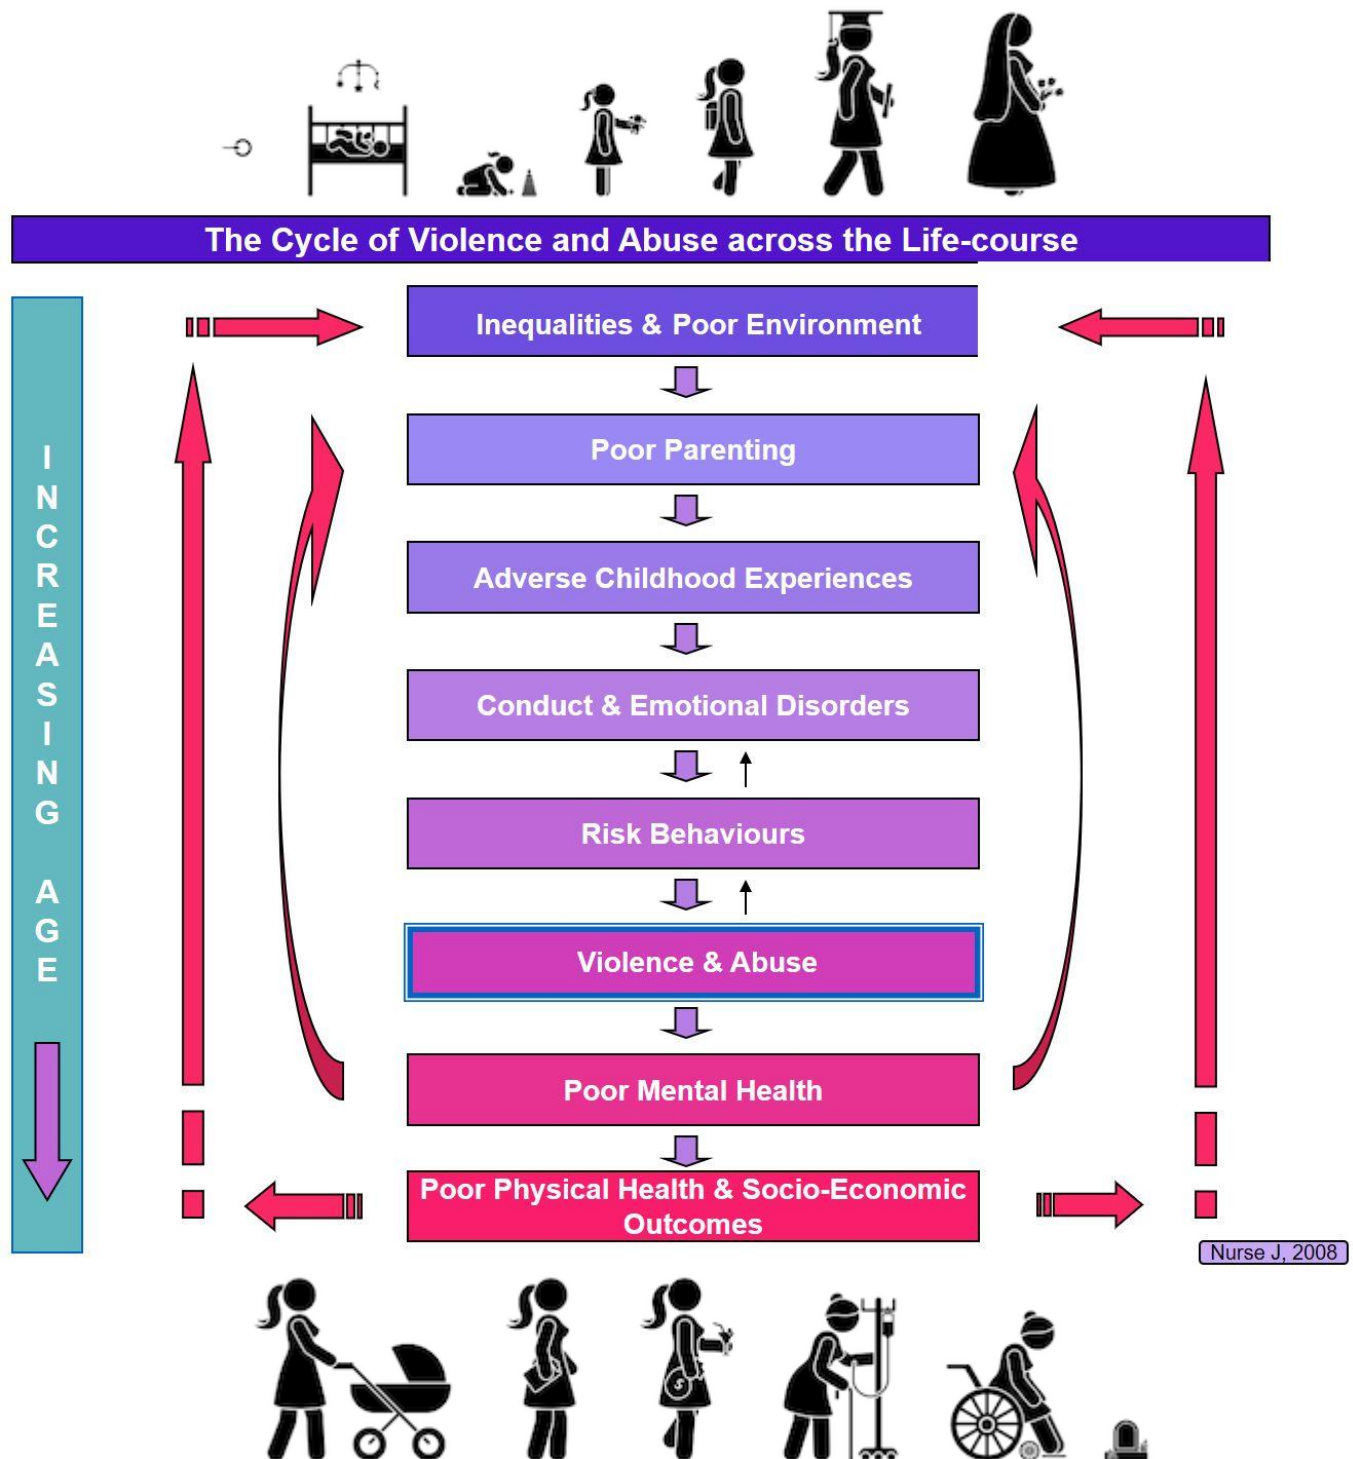 The Cycle of Violence and Abuse across the Life-course
INCREASING AGE
Inequalities & Poor Environment
Poor Parenting
Adverse Childhood Experiences
Conduct & Emotional Disorders
Risk Behaviours
Violence & Abuse
Poor Mental Health
Poor Physical Health & Socio-Economic
Outcomes
Nurse J, 2008
$